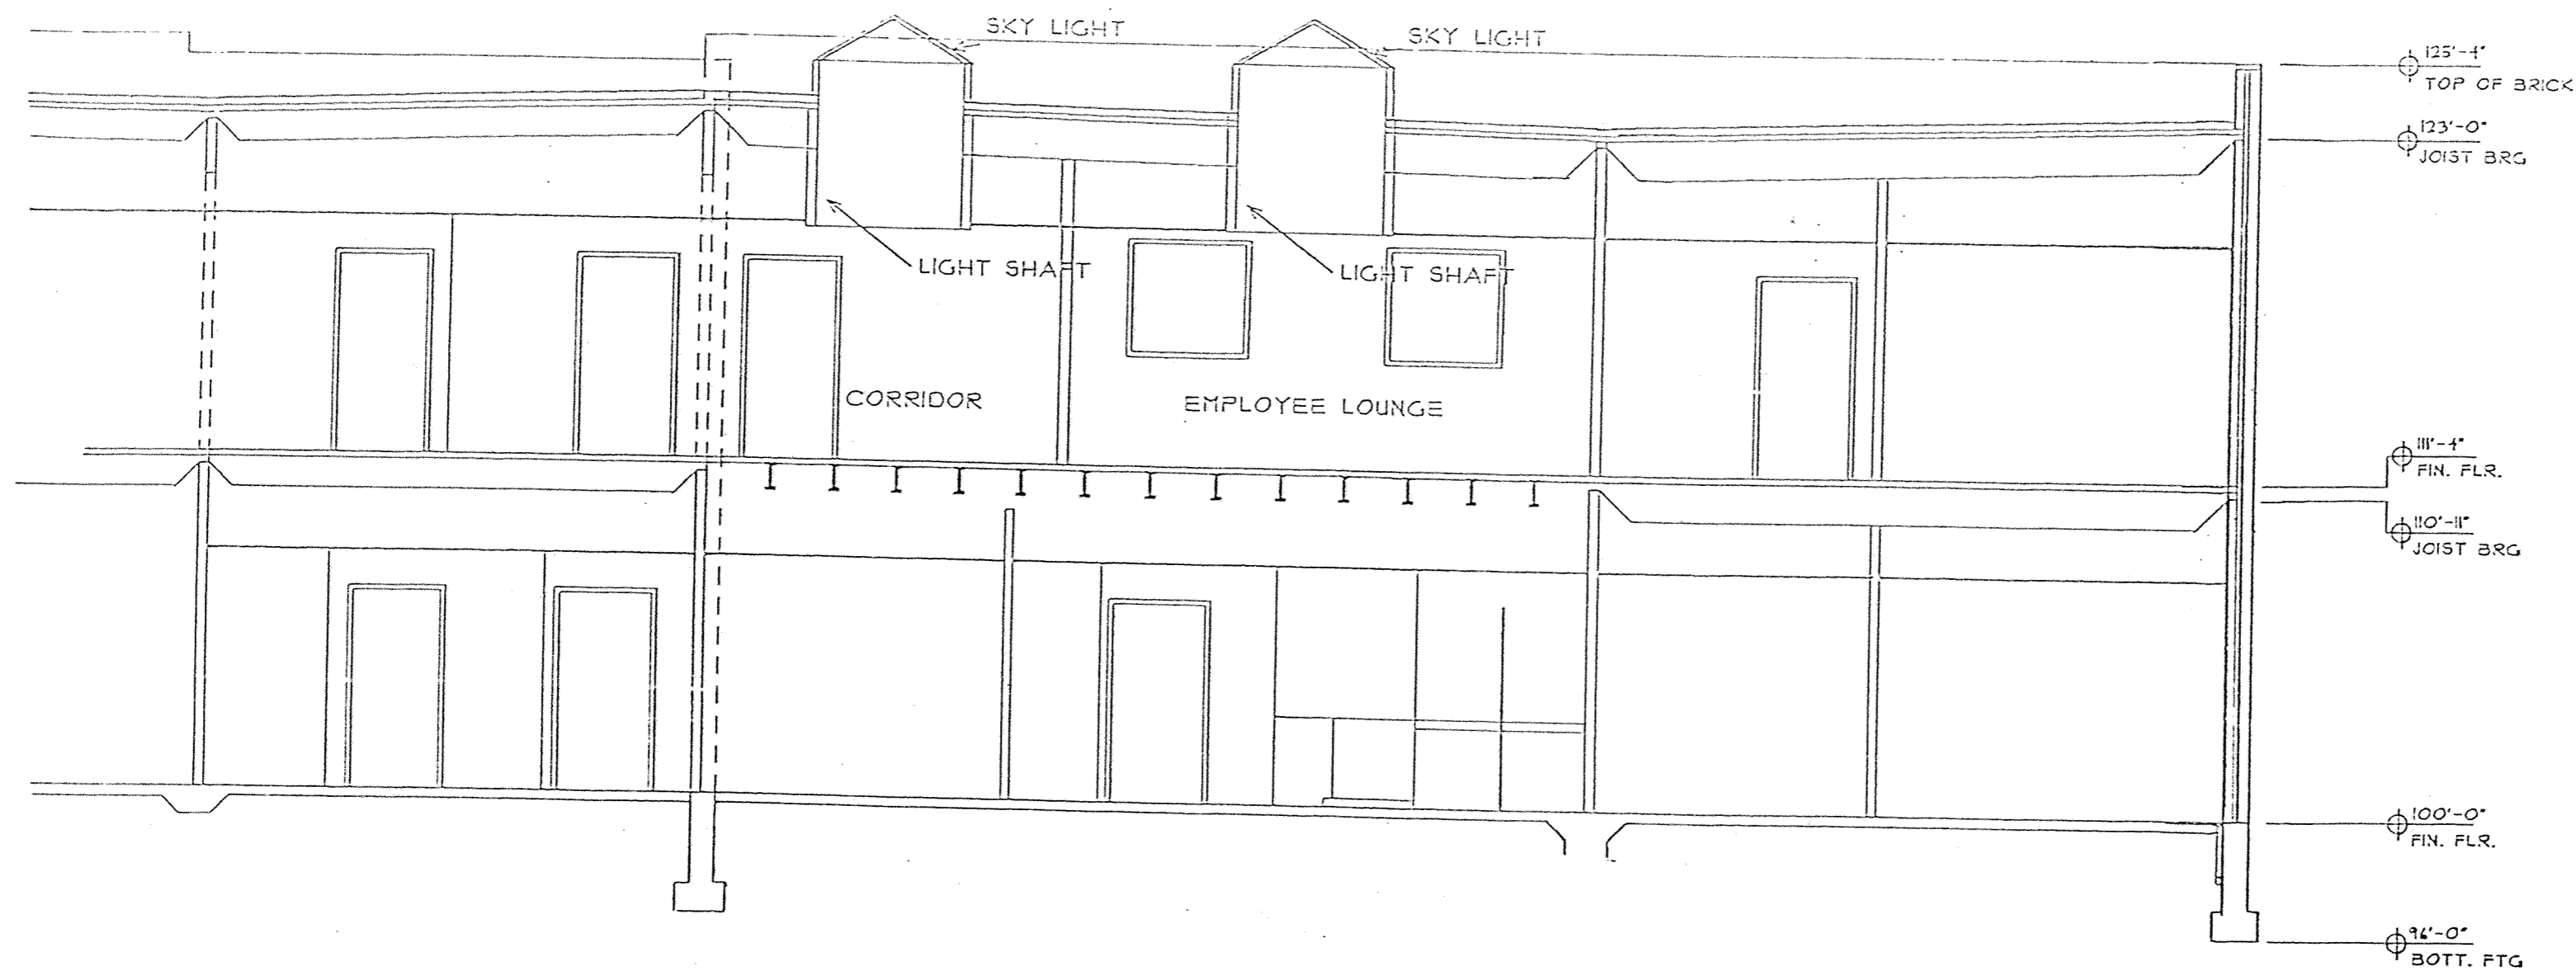 SKY LIGHT
SKY LIGHT
125'-4"
TOP OF BRICK
123'-0"
JOIST BRG
LIGHT SHAFT
LIGHT SHAFT
CORRIDOR
EMPLOYEE LOUNGE
111'-4"
FIN. FLR.
110'-11"
JOIST BRG
100'-0"
FIN. FLR.
96'-0"
BOTT. FTG